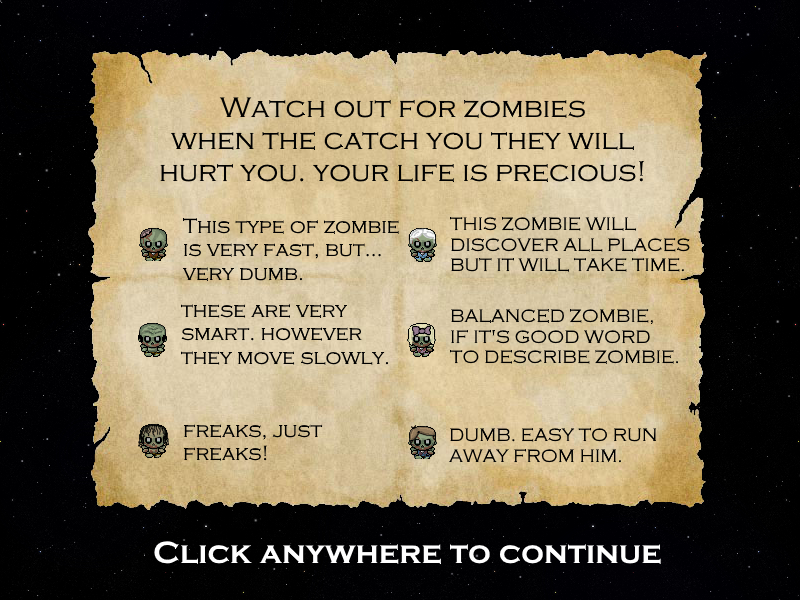 Watch out for zombies
when the catch you they will
hurt you. your life is precious!
This type of zombie
is very fast, but...
very dumb.
this zombie will
discover all places
but it will take time.
these are very
smart. however
they move slowly.
balanced zombie,
if it's good word
to describe zombie.
freaks, just
freaks!
dumb. easy to run
away from him.
Click anywhere to continue